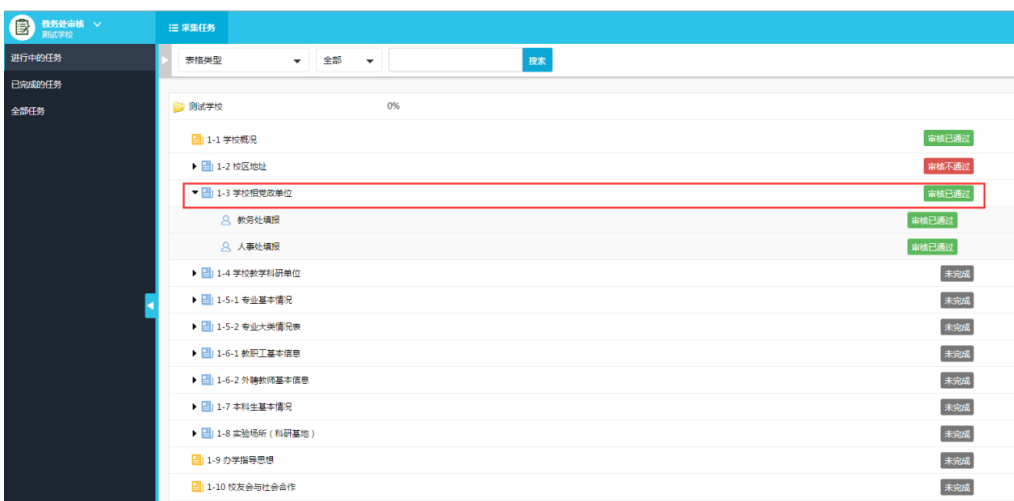 教务处审核
测试学校
采集任务
进行中的任务
已完成的任务
全部任务
表格类型 全部 搜索
测试学校 0%
1-1 学校概况 审核已通过
1-2 校区地址 审核不通过
1-3 学校相党政单位 审核已通过
教务处填报 审核已通过
人事处填报 审核已通过
1-4 学校教学科研单位 未完成
1-5-1 专业基本情况 未完成
1-5-2 专业大类情况表 未完成
1-6-1 教职工基本信息 未完成
1-6-2 外聘教师基本信息 未完成
1-7 本科生基本情况 未完成
1-8 实验场所（科研基地） 未完成
1-9 办学指导思想 未完成
1-10 校友会与社会合作 未完成